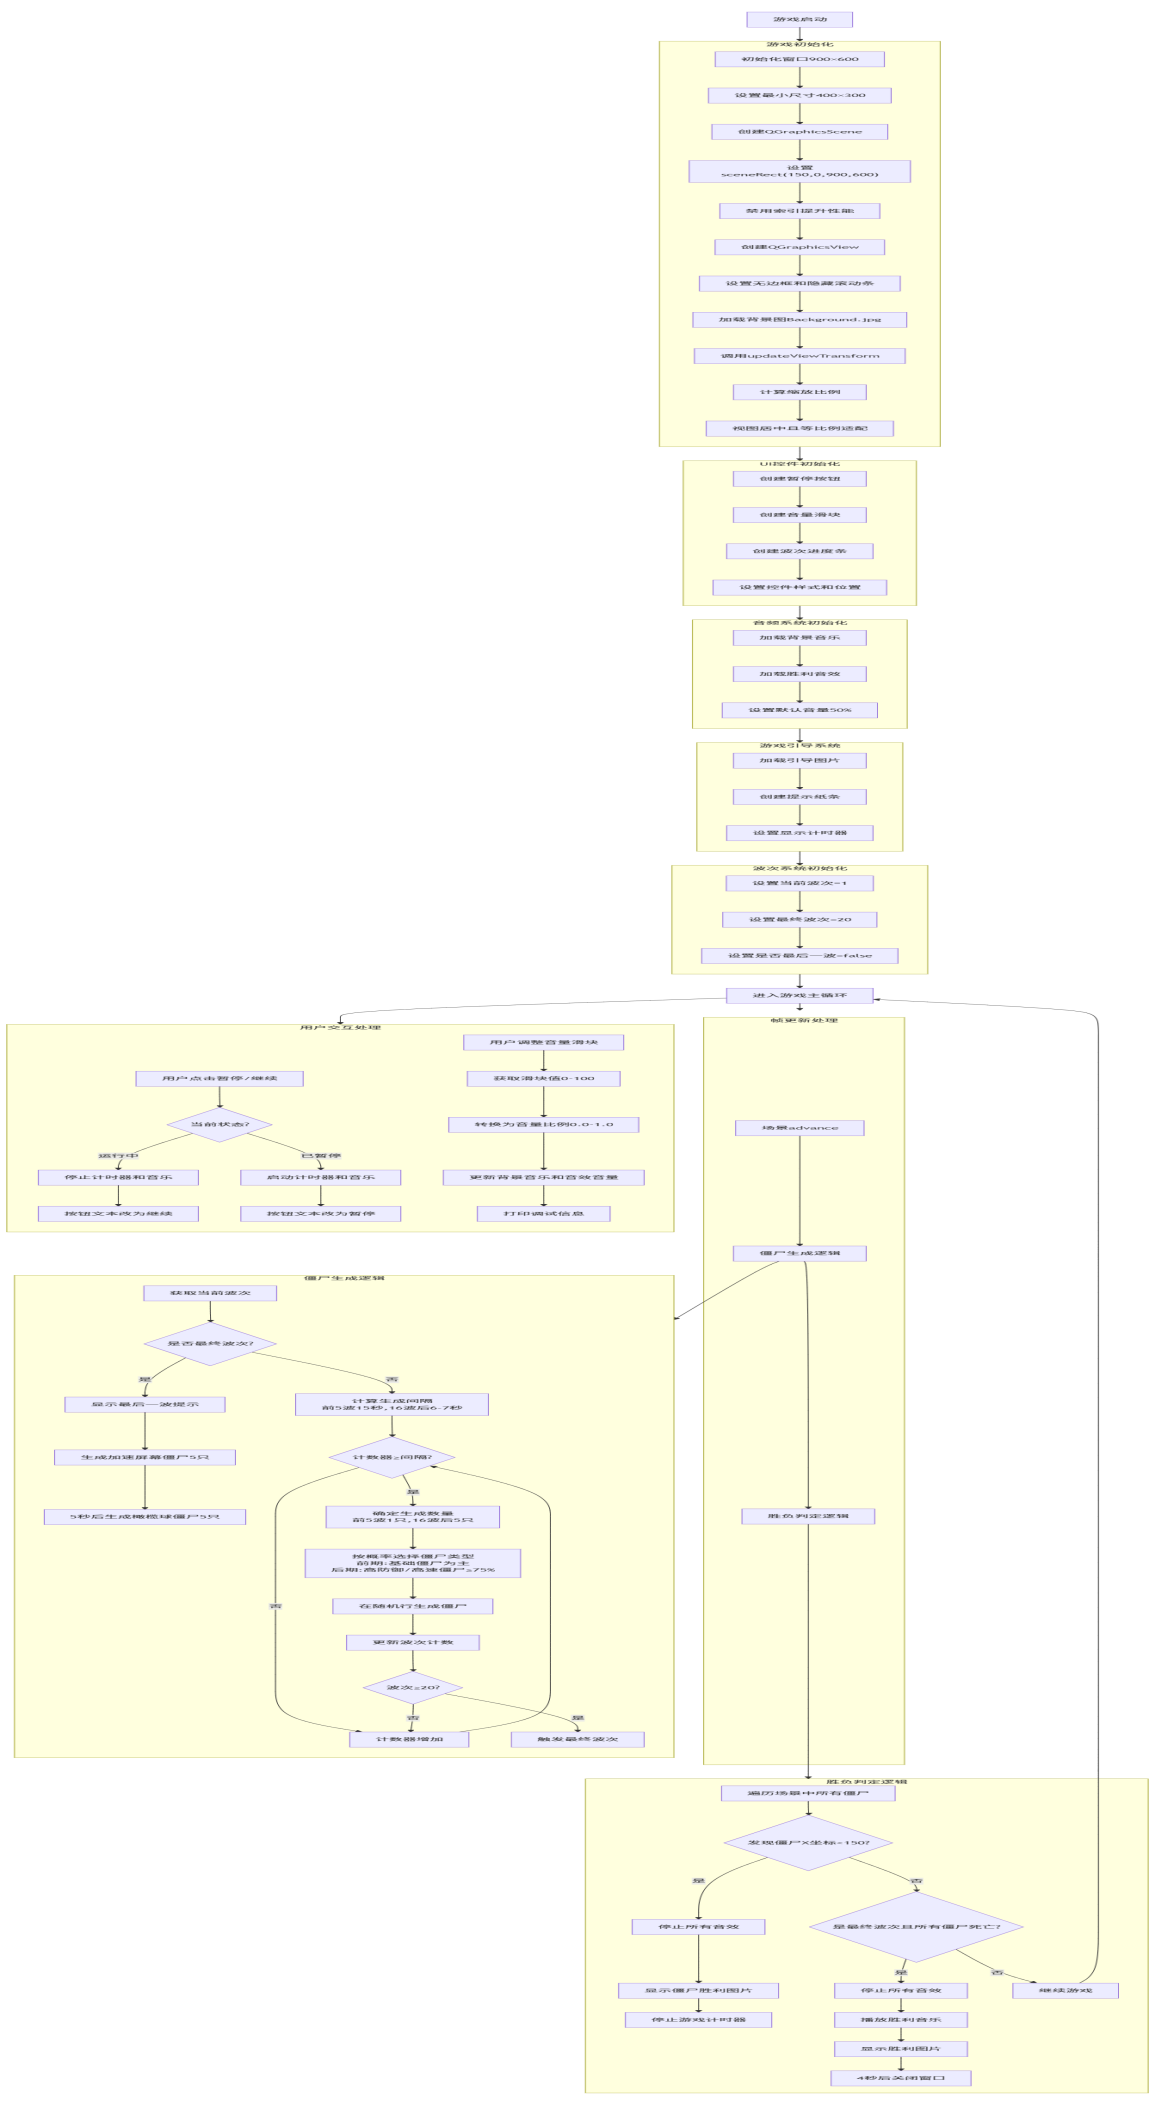 游戏启动
游戏初始化
初始化窗口900×600
设置最小尺寸400×300
创建QGraphicsScene
设置
sceneRect(150,0,900,600)
禁用索引提升性能
创建QGraphicsView
设置无边框和隐藏滚动条
加载背景图Background.jpg
调用updateViewTransform
计算缩放比例
视图居中且等比例适配
UI控件初始化
创建暂停按钮
创建音量滑块
创建波次进度条
设置控件样式和位置
音频系统初始化
加载背景音乐
加载胜利音效
设置默认音量50%
游戏引导系统
加载引导图片
创建提示纸条
设置显示计时器
波次系统初始化
设置当前波次=1
设置最终波次=20
设置是否最后一波=false
进入游戏主循环
用户交互处理
用户调整音量滑块
用户点击暂停/继续
获取滑块值0-100
当前状态?
转换为音量比例0.0-1.0
运行中
已暂停
停止计时器和音乐
启动计时器和音乐
更新背景音乐和音效音量
按钮文本改为继续
按钮文本改为暂停
打印调试信息
帧更新处理
场景advance
僵尸生成逻辑
胜负判定逻辑
僵尸生成逻辑
获取当前波次
是否最终波次?
是
否
显示最后一波提示
计算生成间隔
前5波15秒,16波后6-7秒
生成加速屏幕僵尸5只
计数器≥间隔?
是
5秒后生成橄榄球僵尸5只
确定生成数量
前5波1只,16波后5只
按概率选择僵尸类型
前期:基础僵尸为主
后期:高防御/高速僵尸≥75%
否
在随机行生成僵尸
更新波次计数
波次≥20?
否
是
计数器增加
触发最终波次
胜负判定逻辑
遍历场景中所有僵尸
发现僵尸X坐标<150?
是
否
停止所有音效
是最终波次且所有僵尸死亡?
是
否
显示僵尸胜利图片
停止所有音效
继续游戏
停止游戏计时器
播放胜利音乐
显示胜利图片
4秒后关闭窗口